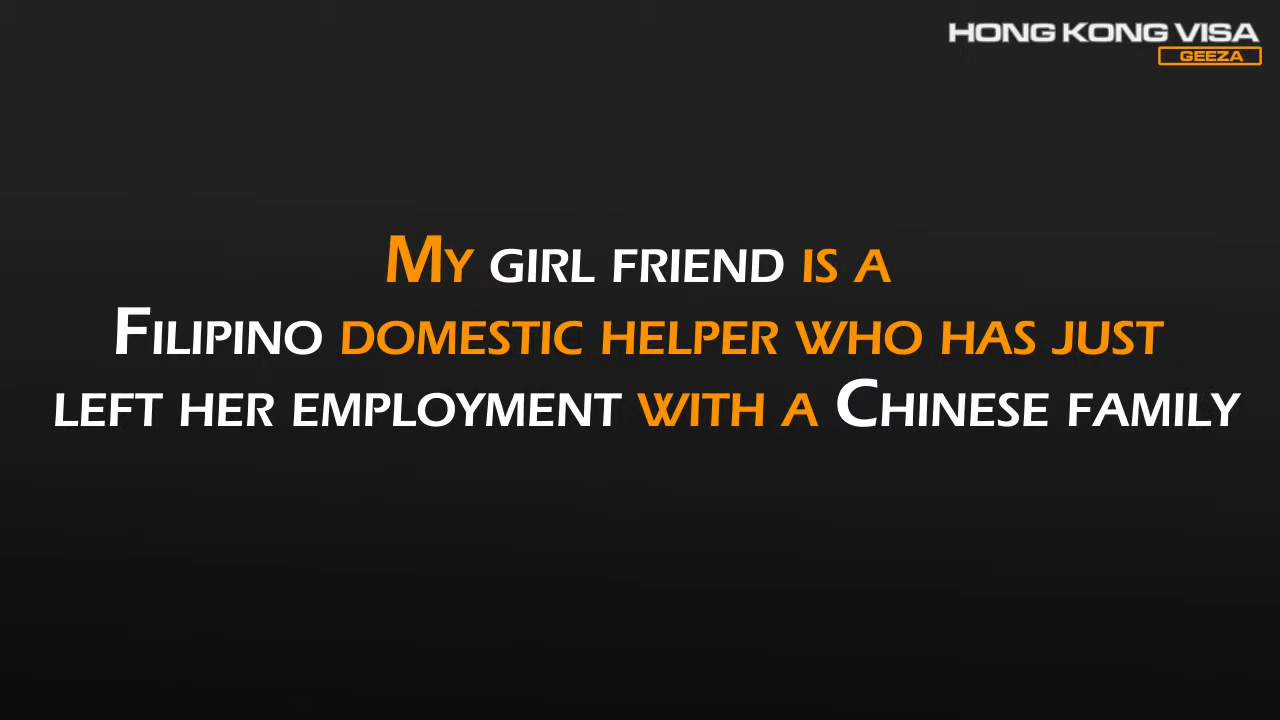 HONG KONG VISA
GEEZA
My girl friend is a
Filipino domestic helper who has just
left her employment with a Chinese family